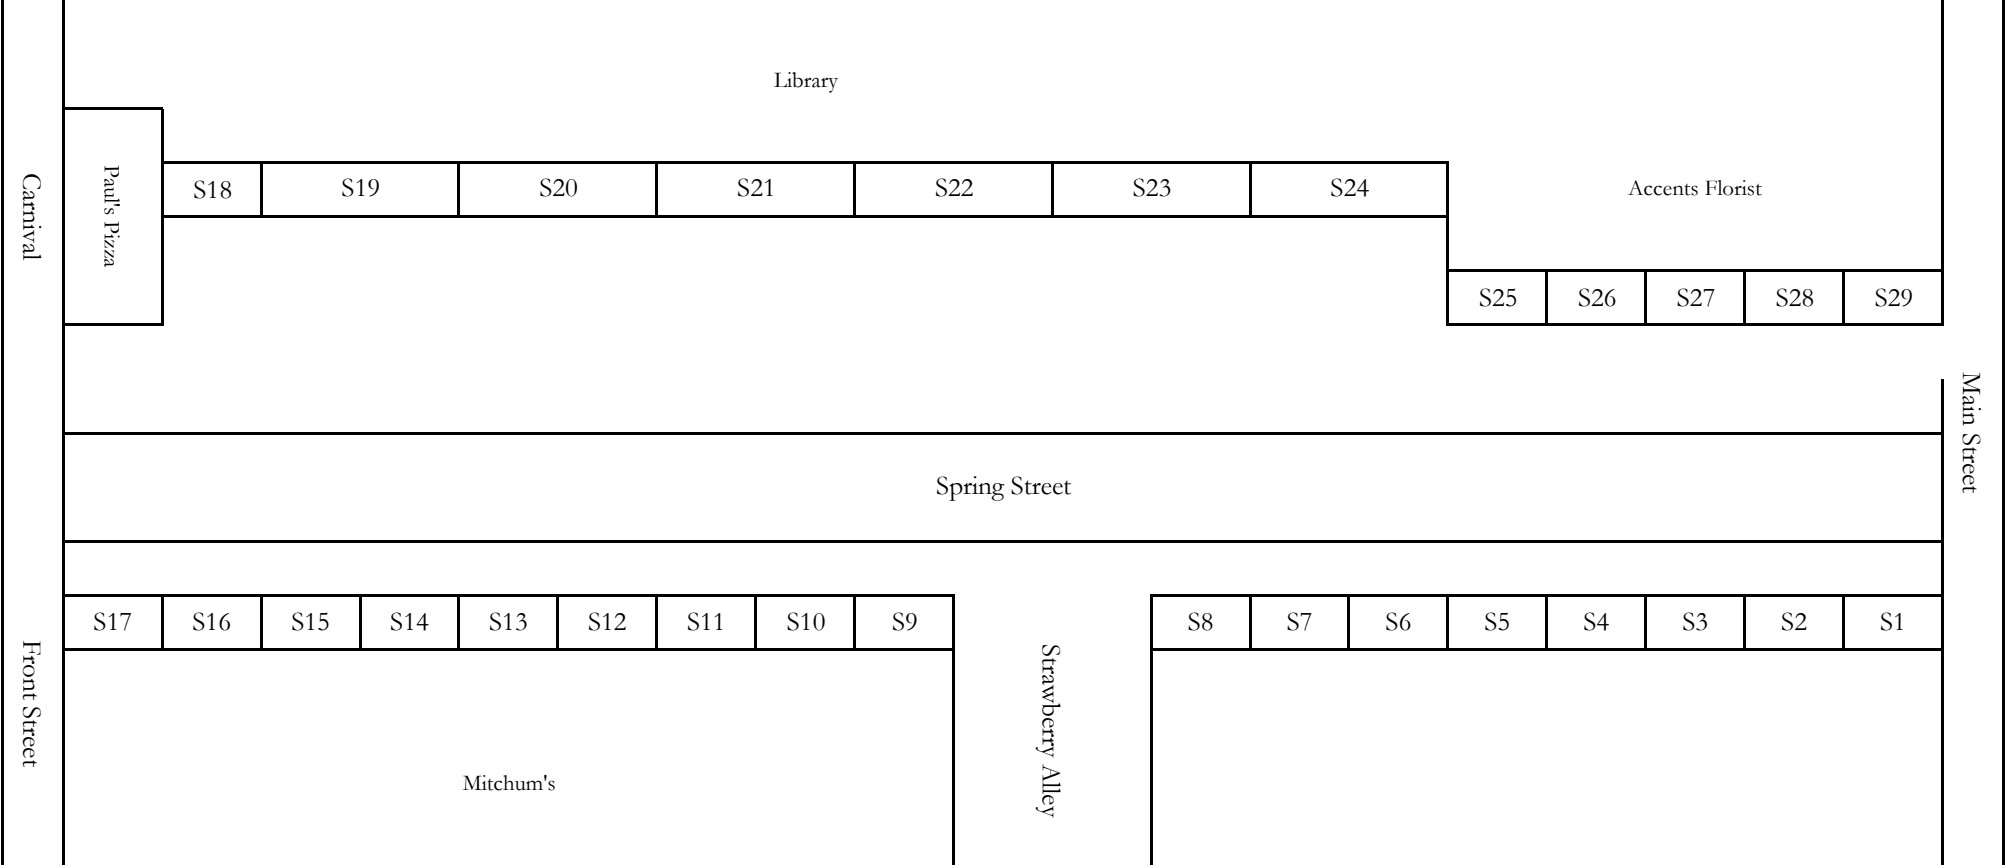 Library
Carnival
Paul's Pizza
S18
S19
S20
S21
S22
S23
S24
Accents Florist
S25
S26
S27
S28
S29
Main Street
Spring Street
S17
S16
S15
S14
S13
S12
S11
S10
S9
S8
S7
S6
S5
S4
S3
S2
S1
Front Street
Strawberry Alley
Mitchum's